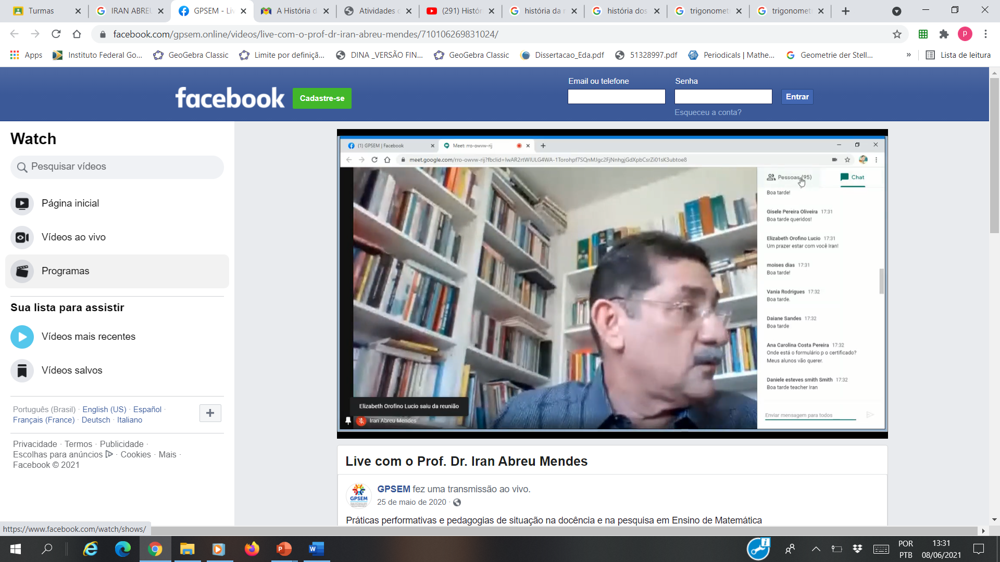 Turmas
IRAN ABREU
GPSEM - Liv
A História d
Atividades
(291) Histór
história da
história dos
trigonomet
trigonomet
facebook.com/gpsem.online/videos/live-com-o-prof-dr-iran-abreu-mendes/710106269831024/
P
Apps
Instituto Federal Go...
GeoGebra Classic
Limite por definiçã...
DINA _VERSÃO FIN...
GeoGebra Classic
Dissertacao_Eda.pdf
51328997.pdf
Periodicals | Mathe...
Geometrie der Stell...
»
Lista de leitura
facebook
Cadastre-se
Email ou telefone
Senha
Entrar
Esqueceu a conta?
Watch
Pesquisar vídeos
Página inicial
Vídeos ao vivo
Programas
Sua lista para assistir
Vídeos mais recentes
Vídeos salvos
Português (Brasil) · English (US) · Español ·
Français (France) · Deutsch · Italiano
Privacidade · Termos · Publicidade ·
Escolhas para anúncios · Cookies · Mais ·
Facebook © 2021
(1) GPSEM | Facebook
Meet: rro-owvw-rij
Pessoas (95)
Chat
Boa tarde!
Gisele Pereira Oliveira 17:31
Boa tarde queridos!
Elizabeth Orofino Lucio 17:31
Um prazer estar com você Iran!
moises dias 17:31
Boa tarde!
Vania Rodrigues 17:32
Boa tarde.
Daiane Sandes 17:32
Boa tarde
Ana Carolina Costa Pereira 17:32
Onde está o formulário p o certificado?
Meus alunos vão querer.
Daniele esteves smith Smith 17:32
Boa tarde teacher Iran
Enviar mensagem para todos
Elizabeth Orofino Lucio saiu da reunião
Iran Abreu Mendes
Live com o Prof. Dr. Iran Abreu Mendes
GPSEM
GPSEM fez uma transmissão ao vivo.
25 de maio de 2020 ·
Práticas performativas e pedagogias de situação na docência e na pesquisa em Ensino de Matemática
https://www.facebook.com/watch/shows/
POR
PTB
13:31
08/06/2021